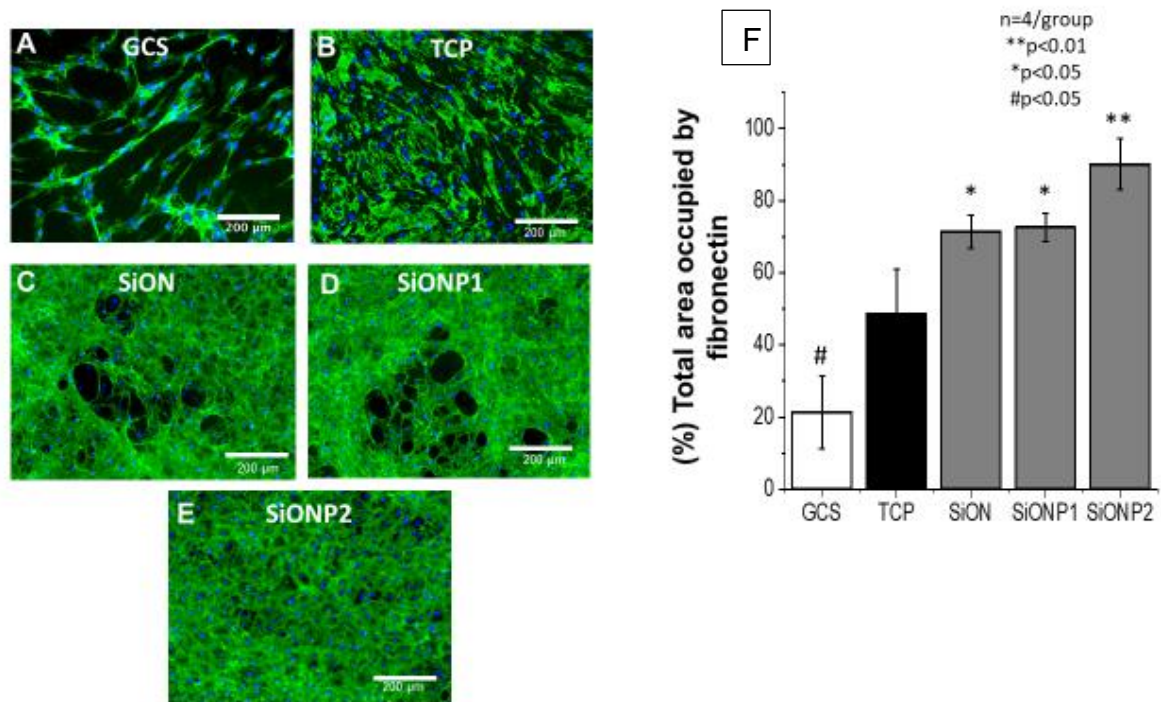 A
GCS
200 µm
B
TCP
200 µm
C
SiON
200 µm
D
SiONP1
200 µm
E
SiONP2
200 µm
F
n=4/group
**p<0.01
*p<0.05
#p<0.05
(%) Total area occupied by
fibronectin
100
80
60
40
20
0
#
*
*
**
GCS TCP SiON SiONP1 SiONP2